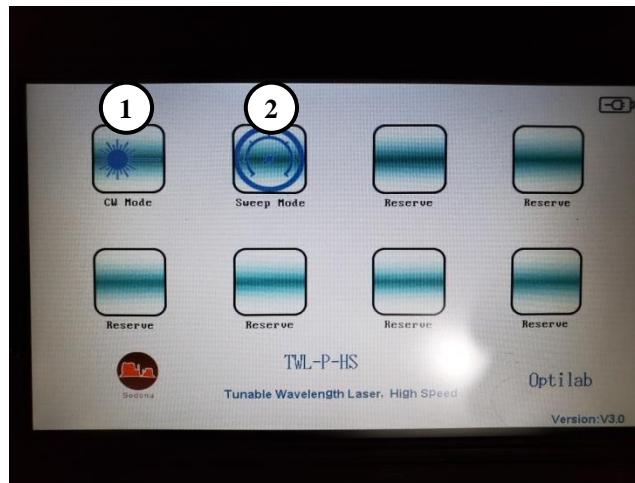 1 2
CW Mode Sweep Mode Reserve Reserve
Reserve Reserve Reserve Reserve
TWL-P-HS
Sedona
Tunable Wavelength Laser, High Speed
Optilab
Version:V3.0